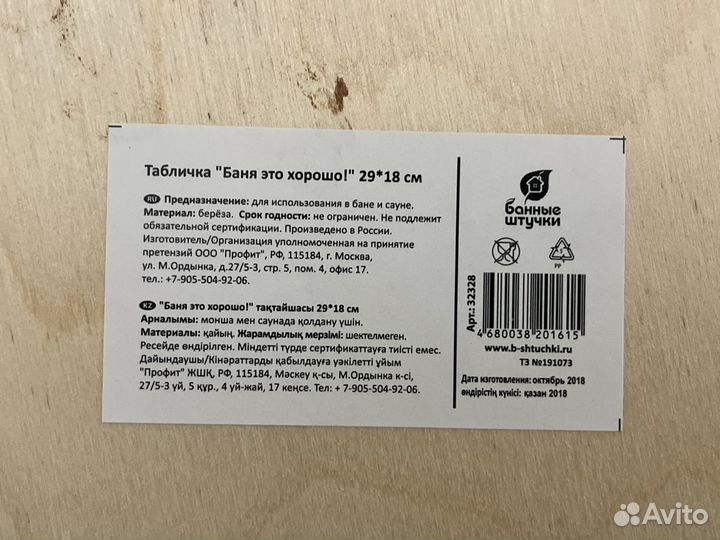 Табличка "Баня это хорошо!" 29*18 см
RU Предназначение: для использования в бане и сауне.
Материал: берёза. Срок годности: не ограничен. Не подлежит
обязательной сертификации. Произведено в России.
Изготовитель/Организация уполномоченная на принятие
претензий ООО "Профит", РФ, 115184, г. Москва,
ул. М.Ордынка, д.27/5-3, стр. 5, пом. 4, офис 17.
тел.: +7-905-504-92-06.
KZ "Баня это хорошо!" тақтайшасы 29*18 см
Арналымы: монша мен саунада қолдану үшін.
Материалы: қайың. Жарамдылық мерзімі: шектелмеген.
Ресейде өндірілген. Міндетті түрде сертификаттауға тиісті емес.
Дайындаушы/Кінәраттарды қабылдауға уәкілетті ұйым
"Профит" ЖШҚ, РФ, 115184, Мәскеу қ-сы, М.Ордынка к-сі,
27/5-3 үй, 5 құр., 4 үй-жай, 17 кеңсе. Тел: + 7-905-504-92-06.
банные
штучки
5
PP
Арт.: 32328
4 680038 201615
www.b-shtuchki.ru
ТЗ №191073
Дата изготовления: октябрь 2018
өндірістің күнісі: қазан 2018
Avito